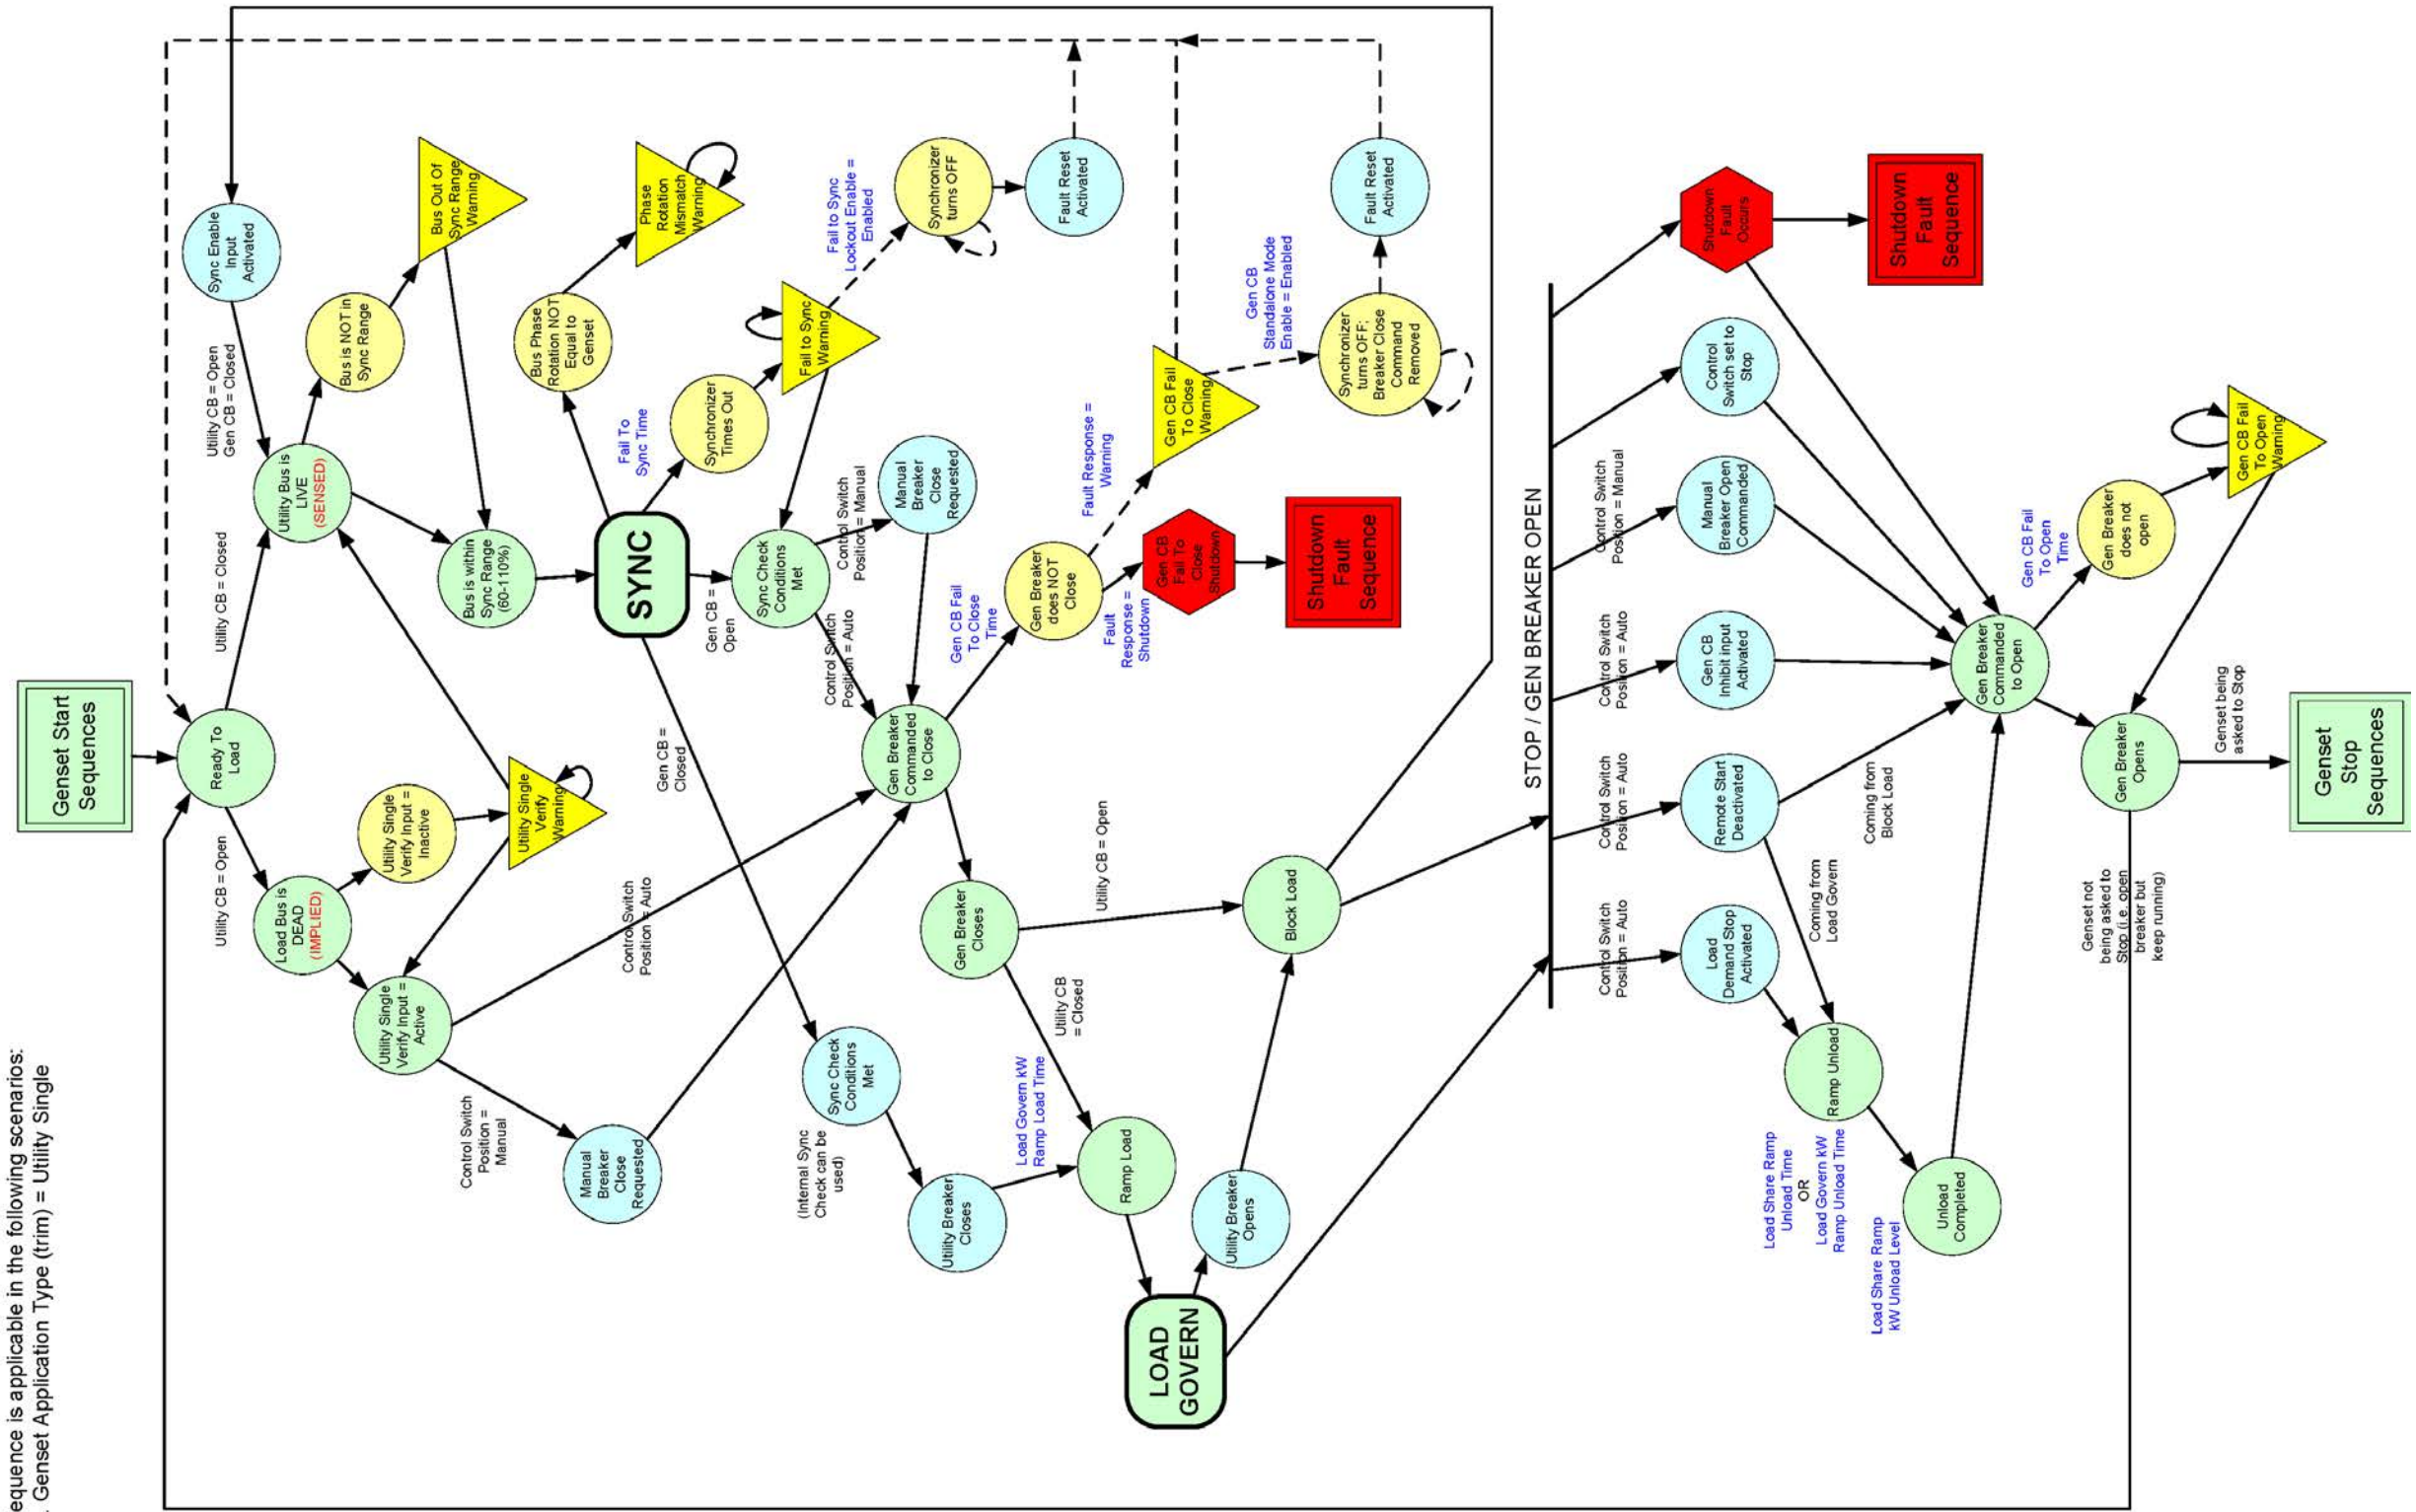 equence is applicable in the following scenarios:
. Genset Application Type (trim) = Utility Single
Genset Start
Sequences
Ready To
Load
Utility CB = Open
Utility CB = Closed
Utility CB = Open
Gen CB = Closed
Sync Enable
Input
Activated
Load Bus is
DEAD
(IMPLIED)
Utility Bus is
LIVE
(SENSED)
Utility Single
Verify Input =
Inactive
Utility Single
Verify Input =
Active
Utility Single
Verify
Warning
Bus is NOT in
Sync Range
Bus Out Of
Sync Range
Warning
Bus is within
Sync Range
(60-110%)
Control Switch
Position =
Manual
Manual
Breaker
Close
Requested
Control Switch
Position = Auto
SYNC
Bus Phase
Rotation NOT
Equal to
Genset
Phase
Rotation
Mismatch
Warning
Fail To
Sync Time
Synchronizer
Times Out
Fail to Sync
Warning
Fail to Sync
Lockout Enable =
Enabled
Synchronizer
turns OFF
Fault Reset
Activated
Gen CB =
Closed
Gen CB =
Open
Sync Check
Conditions
Met
Control Switch
Position = Auto
Control Switch
Position = Manual
Manual
Breaker
Close
Requested
(Internal Sync
Check can be
used)
Sync Check
Conditions
Met
Utility Breaker
Closes
Gen Breaker
Commanded
to Close
Gen CB Fail
To Close
Time
Gen Breaker
does NOT
Close
Fault
Response =
Shutdown
Fault Response =
Warning
Gen CB
Fail To
Close
Shutdown
Shutdown
Fault
Sequence
Gen CB Fail
To Close
Warning
Gen CB
Standalone Mode
Enable = Enabled
Synchronizer
turns OFF;
Breaker Close
Command
Removed
Fault Reset
Activated
Gen Breaker
Closes
Load Govern kW
Ramp Load Time
Utility CB
= Closed
Utility CB = Open
Ramp Load
LOAD
GOVERN
Utility Breaker
Opens
Block Load
STOP / GEN BREAKER OPEN
Control Switch
Position = Auto
Control Switch
Position = Auto
Control Switch
Position = Auto
Control Switch
Position = Manual
Load
Demand Stop
Activated
Remote Start
Deactivated
Gen CB
Inhibit input
Activated
Manual
Breaker Open
Commanded
Control
Switch set to
Stop
Shutdown
Fault
Occurs
Shutdown
Fault
Sequence
Coming from
Load Govern
Coming from
Block Load
Load Share Ramp
Unload Time
OR
Load Govern kW
Ramp Unload Time
Ramp Unload
Load Share Ramp
kW Unload Level
Unload
Completed
Gen Breaker
Commanded
to Open
Gen CB Fail
To Open
Time
Gen Breaker
does not
open
Gen CB Fail
To Open
Warning
Gen Breaker
Opens
Genset not
being asked to
Stop (i.e. open
breaker but
keep running)
Genset being
asked to Stop
Genset
Stop
Sequences